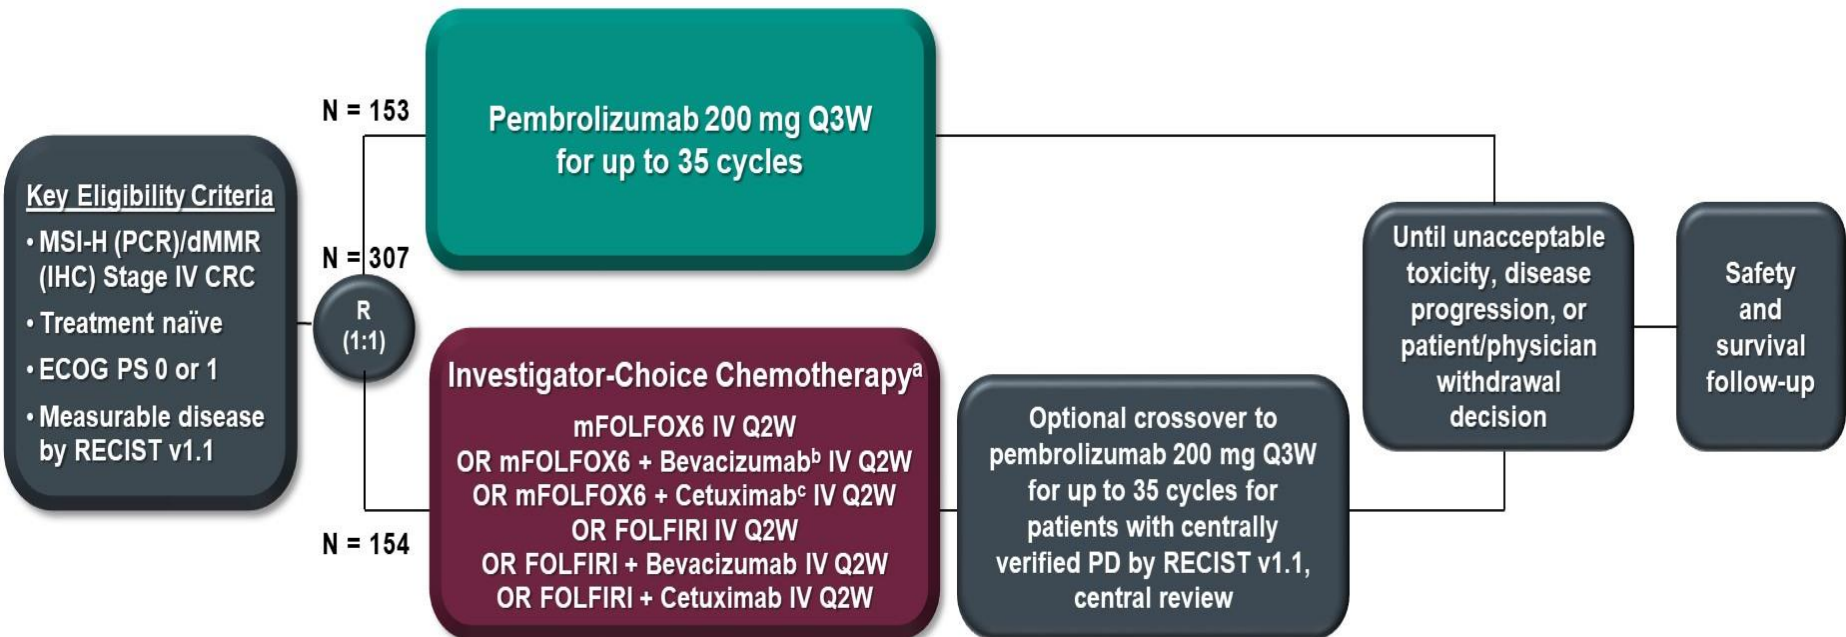 Key Eligibility Criteria
• MSI-H (PCR)/dMMR
(IHC) Stage IV CRC
• Treatment naïve
• ECOG PS 0 or 1
• Measurable disease
by RECIST v1.1
N = 307
R
(1:1)
N = 153
Pembrolizumab 200 mg Q3W
for up to 35 cycles
N = 154
Investigator-Choice Chemotherapyᵃ
mFOLFOX6 IV Q2W
OR mFOLFOX6 + Bevacizumabᵇ IV Q2W
OR mFOLFOX6 + Cetuximabᶜ IV Q2W
OR FOLFIRI IV Q2W
OR FOLFIRI + Bevacizumab IV Q2W
OR FOLFIRI + Cetuximab IV Q2W
Optional crossover to
pembrolizumab 200 mg Q3W
for up to 35 cycles for
patients with centrally
verified PD by RECIST v1.1,
central review
Until unacceptable
toxicity, disease
progression, or
patient/physician
withdrawal
decision
Safety
and
survival
follow-up